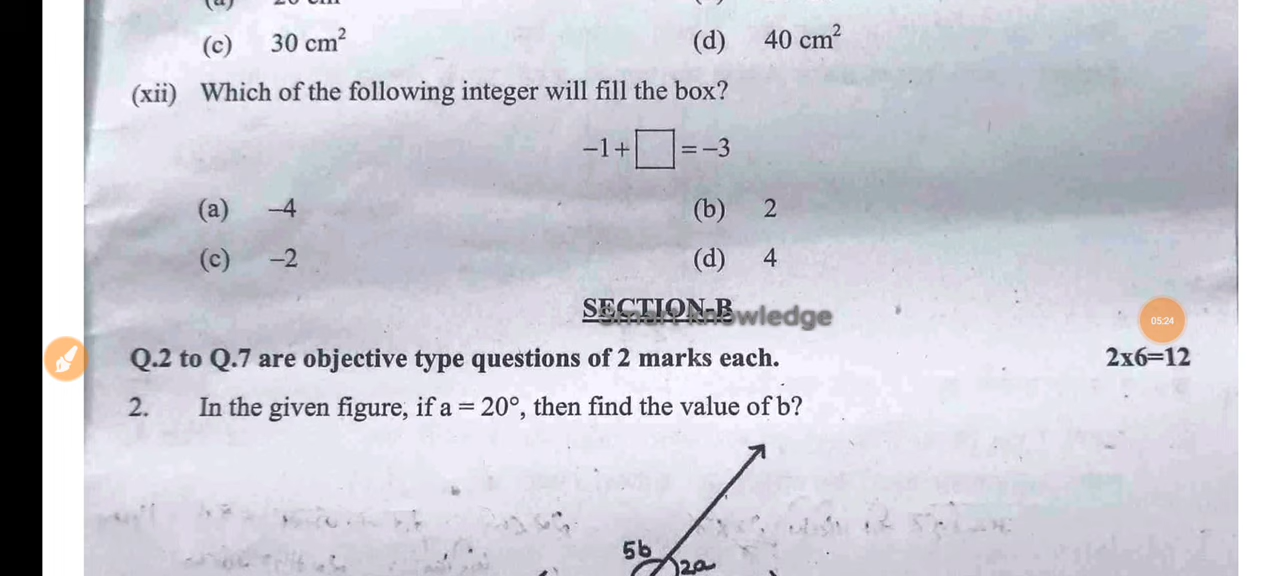 (c) 30 cm² (d) 40 cm²
(xii) Which of the following integer will fill the box?
−1+□=−3
(a) −4 (b) 2
(c) −2 (d) 4
SECTION-B
wledge
05:24
Q.2 to Q.7 are objective type questions of 2 marks each. 2x6=12
2. In the given figure, if a = 20°, then find the value of b?
5b
2a